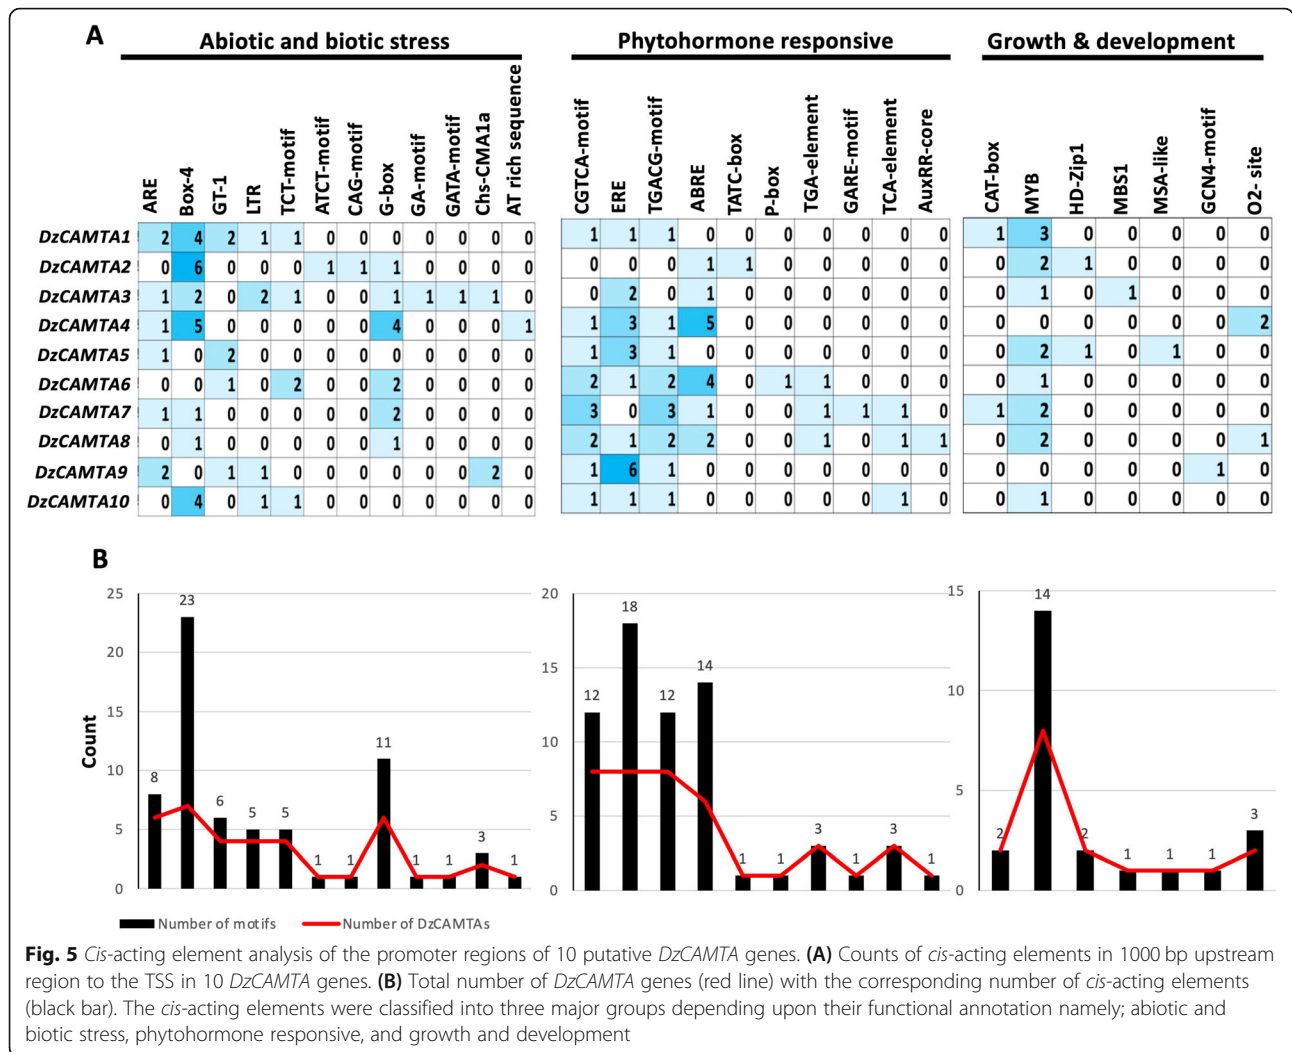 A
Abiotic and biotic stress
Phytohormone responsive
Growth & development
ARE
Box-4
GT-1
LTR
TCT-motif
ATCT-motif
CAG-motif
G-box
GA-motif
GATA-motif
Chs-CMA1a
AT rich sequence
CGTCA-motif
ERE
TGACG-motif
ABRE
TATC-box
P-box
TGA-element
GARE-motif
TCA-element
AuxRR-core
CAT-box
MYB
HD-Zip1
MBS1
MSA-like
GCN4-motif
O2- site
DzCAMTA1 2 4 2 1 1 0 0 0 0 0 0 0 1 1 1 0 0 0 0 0 0 0 1 3 0 0 0 0 0
DzCAMTA2 0 6 0 0 0 1 1 1 0 0 0 0 0 0 0 1 1 0 0 0 0 0 0 2 1 0 0 0 0
DzCAMTA3 1 2 0 2 1 0 0 1 1 1 1 0 0 2 0 1 0 0 0 0 0 0 0 1 0 1 0 0 0
DzCAMTA4 1 5 0 0 0 0 0 4 0 0 0 1 1 3 1 5 0 0 0 0 0 0 0 0 0 0 0 0 2
DzCAMTA5 1 0 2 0 0 0 0 0 0 0 0 0 1 3 1 0 0 0 0 0 0 0 0 2 1 0 1 0 0
DzCAMTA6 0 0 1 0 2 0 0 2 0 0 0 0 2 1 2 4 0 1 1 0 0 0 0 1 0 0 0 0 0
DzCAMTA7 1 1 0 0 0 0 0 2 0 0 0 0 3 0 3 1 0 0 1 1 1 0 1 2 0 0 0 0 0
DzCAMTA8 0 1 0 0 0 0 0 1 0 0 0 0 2 1 2 2 0 0 1 0 1 1 0 2 0 0 0 0 1
DzCAMTA9 2 0 1 1 0 0 0 0 0 0 2 0 1 6 1 0 0 0 0 0 0 0 0 0 0 0 0 1 0
DzCAMTA10 0 4 0 1 1 0 0 0 0 0 0 0 1 1 1 0 0 0 0 0 1 0 0 1 0 0 0 0 0
B
Count
25
20
15
10
5
0
8 23 6 5 5 1 1 11 1 1 3 1
20
15
10
5
0
12 18 12 14 1 1 3 1 3 1
15
10
5
0
2 14 2 1 1 1 3
Number of motifs Number of DzCAMTAs
Fig. 5 Cis-acting element analysis of the promoter regions of 10 putative DzCAMTA genes. (A) Counts of cis-acting elements in 1000 bp upstream
region to the TSS in 10 DzCAMTA genes. (B) Total number of DzCAMTA genes (red line) with the corresponding number of cis-acting elements
(black bar). The cis-acting elements were classified into three major groups depending upon their functional annotation namely; abiotic and
biotic stress, phytohormone responsive, and growth and development